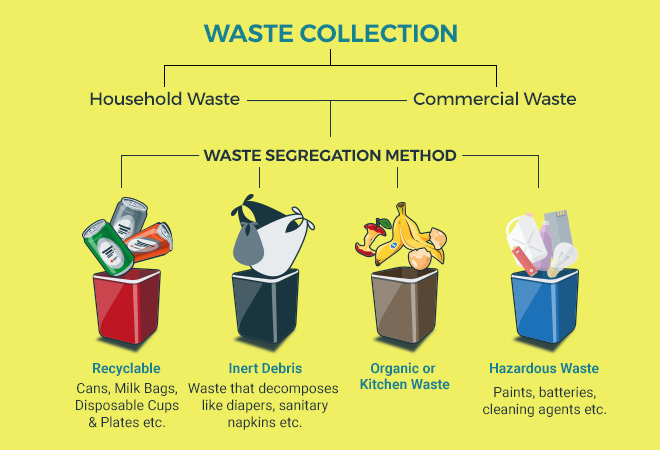 WASTE COLLECTION
Household Waste
Commercial Waste
WASTE SEGREGATION METHOD
Recyclable
Cans, Milk Bags,
Disposable Cups
& Plates etc.
Inert Debris
Waste that decomposes
like diapers, sanitary
napkins etc.
Organic or
Kitchen Waste
Hazardous Waste
Paints, batteries,
cleaning agents etc.